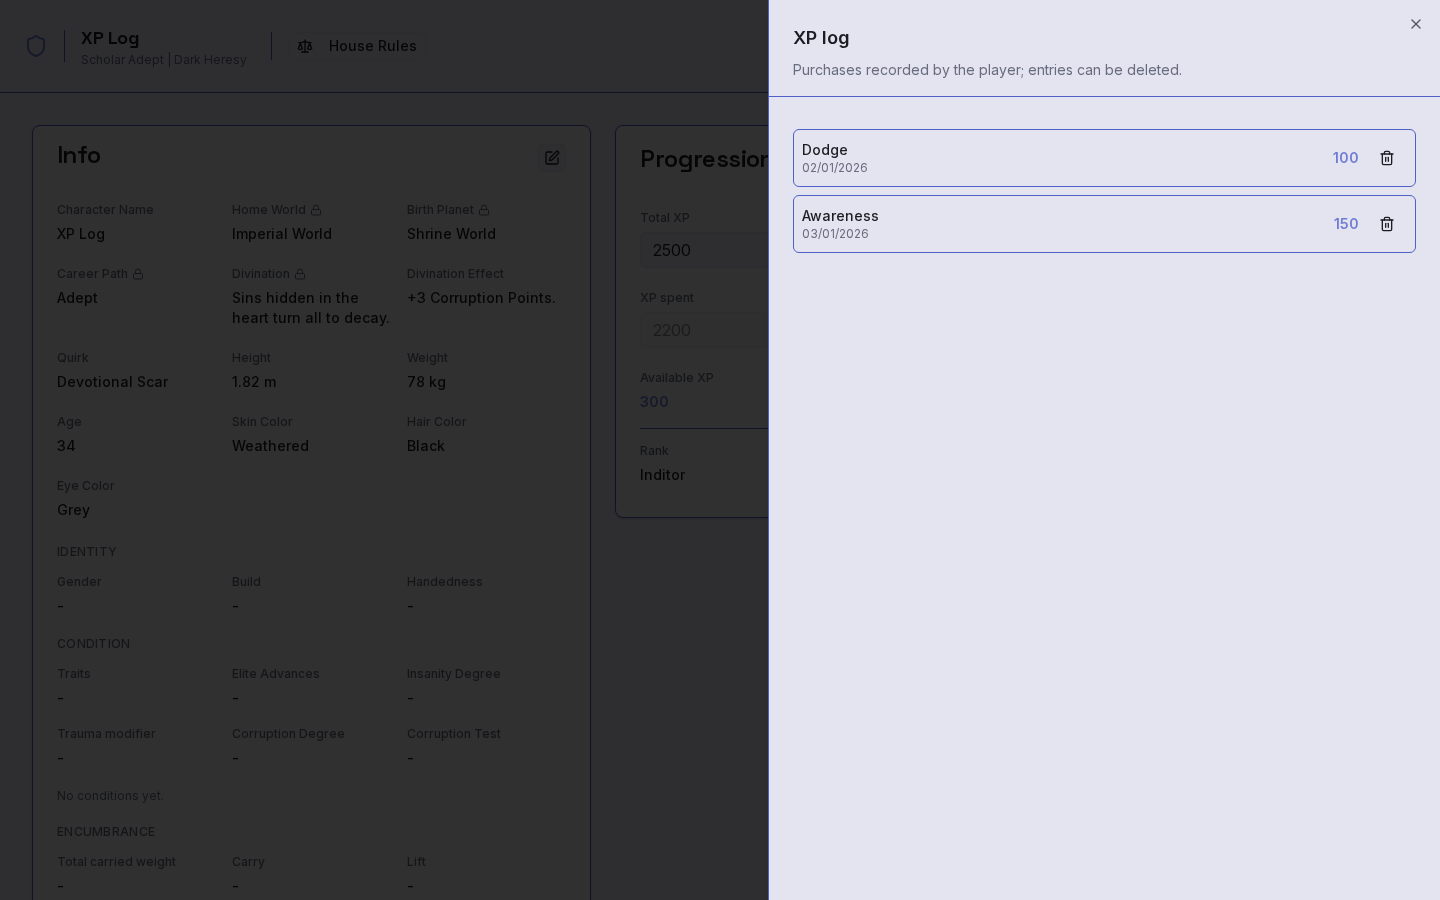 XP Log
Scholar Adept | Dark Heresy
House Rules
Info
Character Name
XP Log
Home World
Imperial World
Birth Planet
Shrine World
Career Path
Adept
Divination
Sins hidden in the
heart turn all to decay.
Divination Effect
+3 Corruption Points.
Quirk
Devotional Scar
Height
1.82 m
Weight
78 kg
Age
34
Skin Color
Weathered
Hair Color
Black
Eye Color
Grey
IDENTITY
Gender
-
Build
-
Handedness
-
CONDITION
Traits
-
Elite Advances
-
Insanity Degree
-
Trauma modifier
-
Corruption Degree
-
Corruption Test
-
No conditions yet.
ENCUMBRANCE
Total carried weight
-
Carry
-
Lift
-
Progression
Total XP
2500
XP spent
2200
Available XP
300
Rank
Inditor
XP log
Purchases recorded by the player; entries can be deleted.
Dodge
02/01/2026
100
Awareness
03/01/2026
150